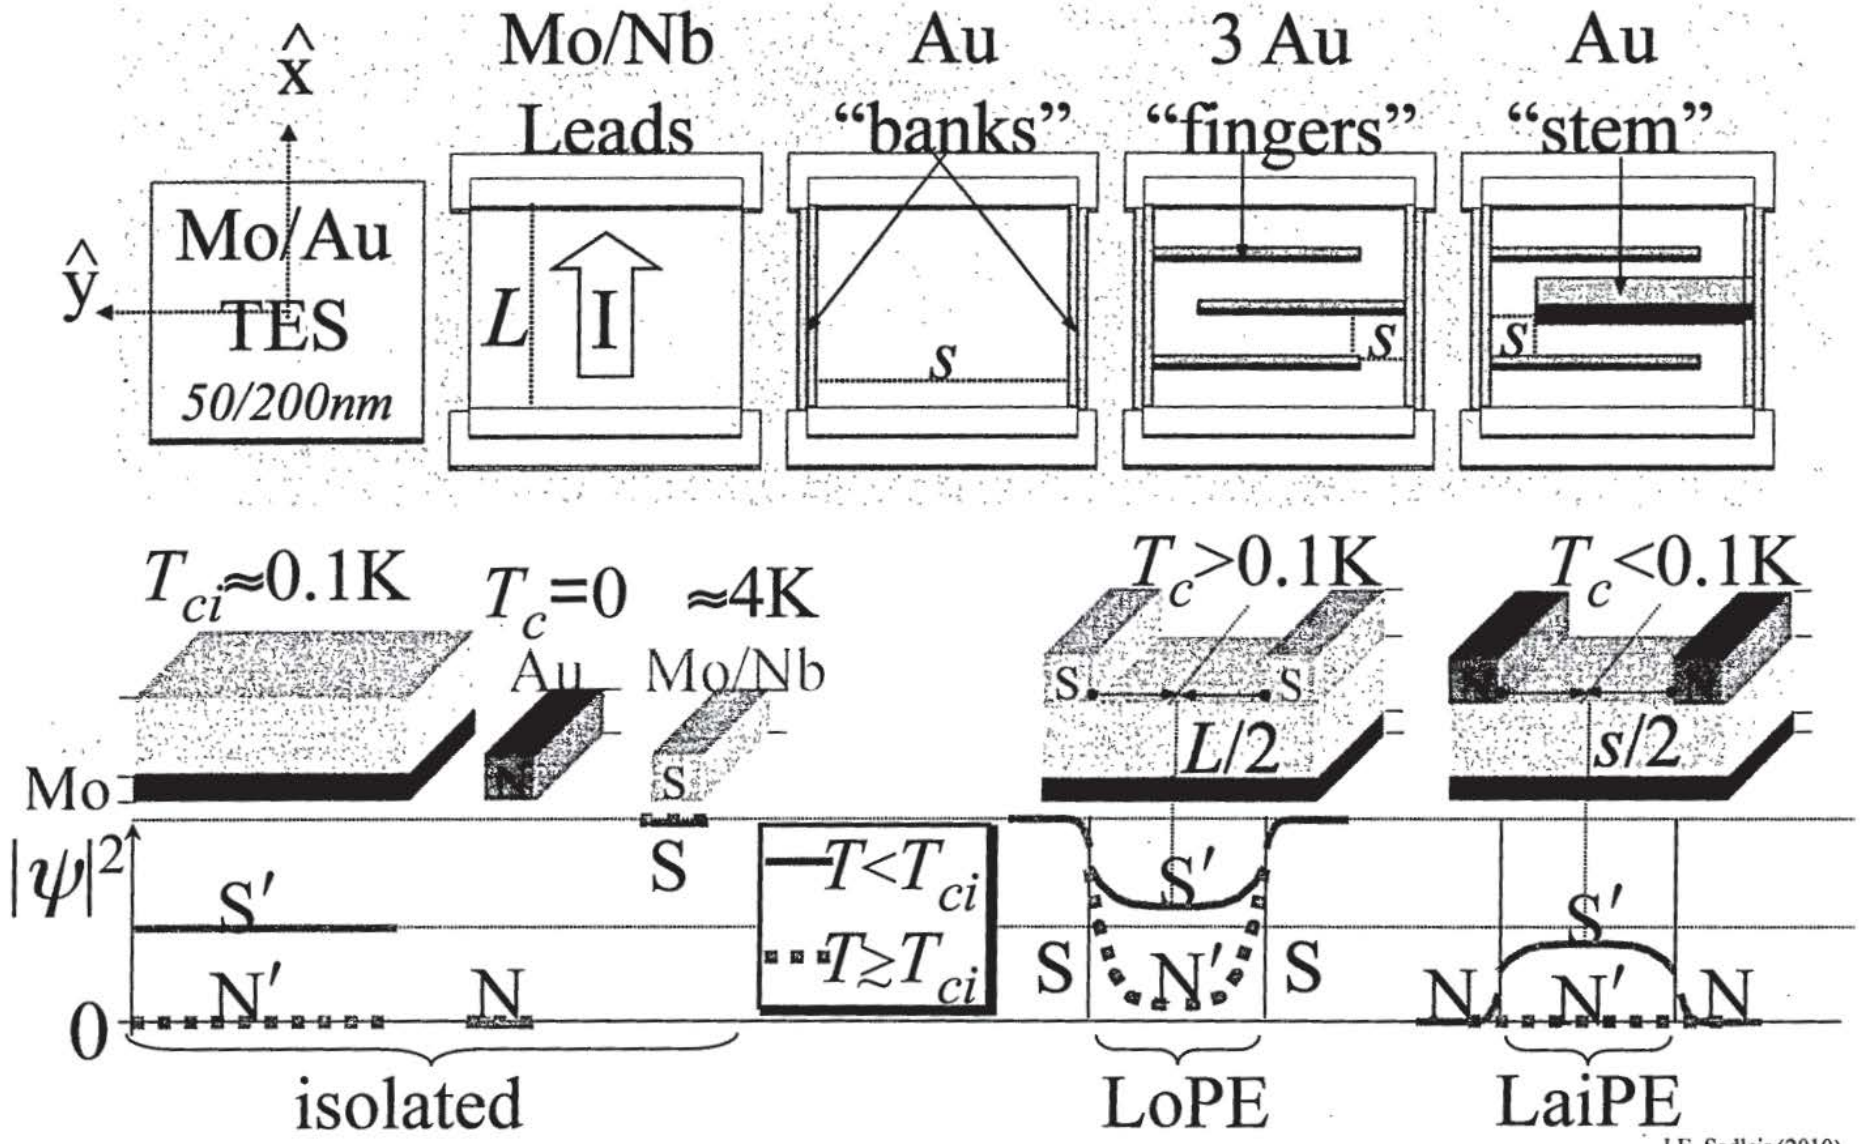 x̂
ŷ
Mo/Au
TES
50/200nm
Mo/Nb
Leads
L
I
Au
“banks”
s
3 Au
“fingers”
s
Au
“stem”
s
T_ci≈0.1K
T_c=0
≈4K
Au
Mo/Nb
N
S
Mo
T_c>0.1K
S
S
L/2
T_c<0.1K
N
N
s/2
|ψ|²
0
S′
N′
N
S
T<T_ci
T≳T_ci
S
S′
N′
S
N
S′
N′
N
isolated
LoPE
LaiPE